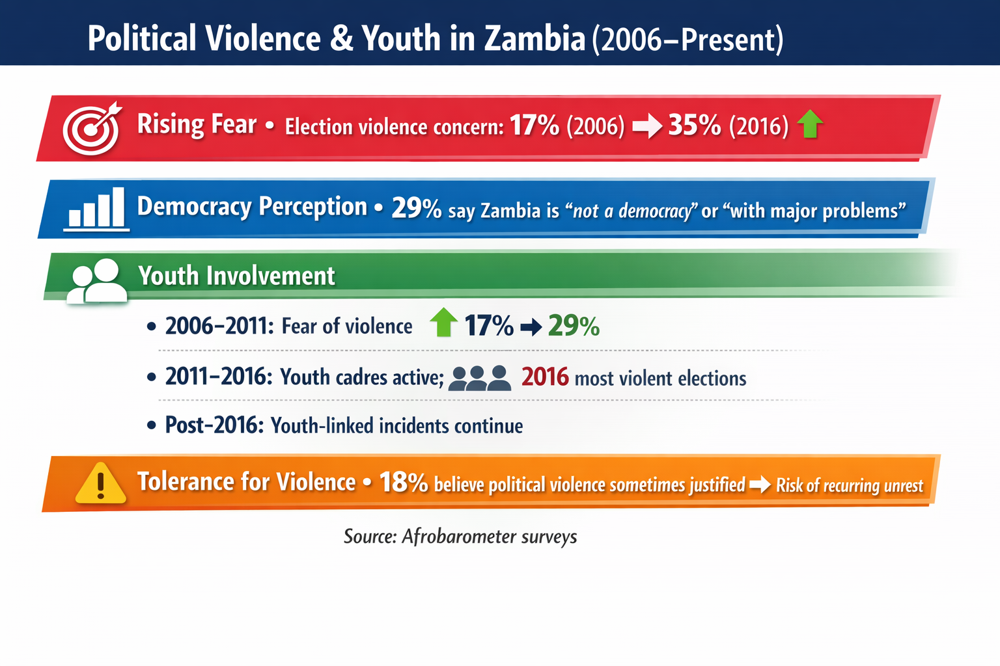 Political Violence & Youth in Zambia (2006–Present)
Rising Fear • Election violence concern: 17% (2006) ➡ 35% (2016) ⬆
Democracy Perception • 29% say Zambia is “not a democracy” or “with major problems”
Youth Involvement
• 2006–2011: Fear of violence ⬆ 17% ➡ 29%
• 2011–2016: Youth cadres active; 2016 most violent elections
• Post–2016: Youth-linked incidents continue
Tolerance for Violence • 18% believe political violence sometimes justified ➡ Risk of recurring unrest
Source: Afrobarometer surveys